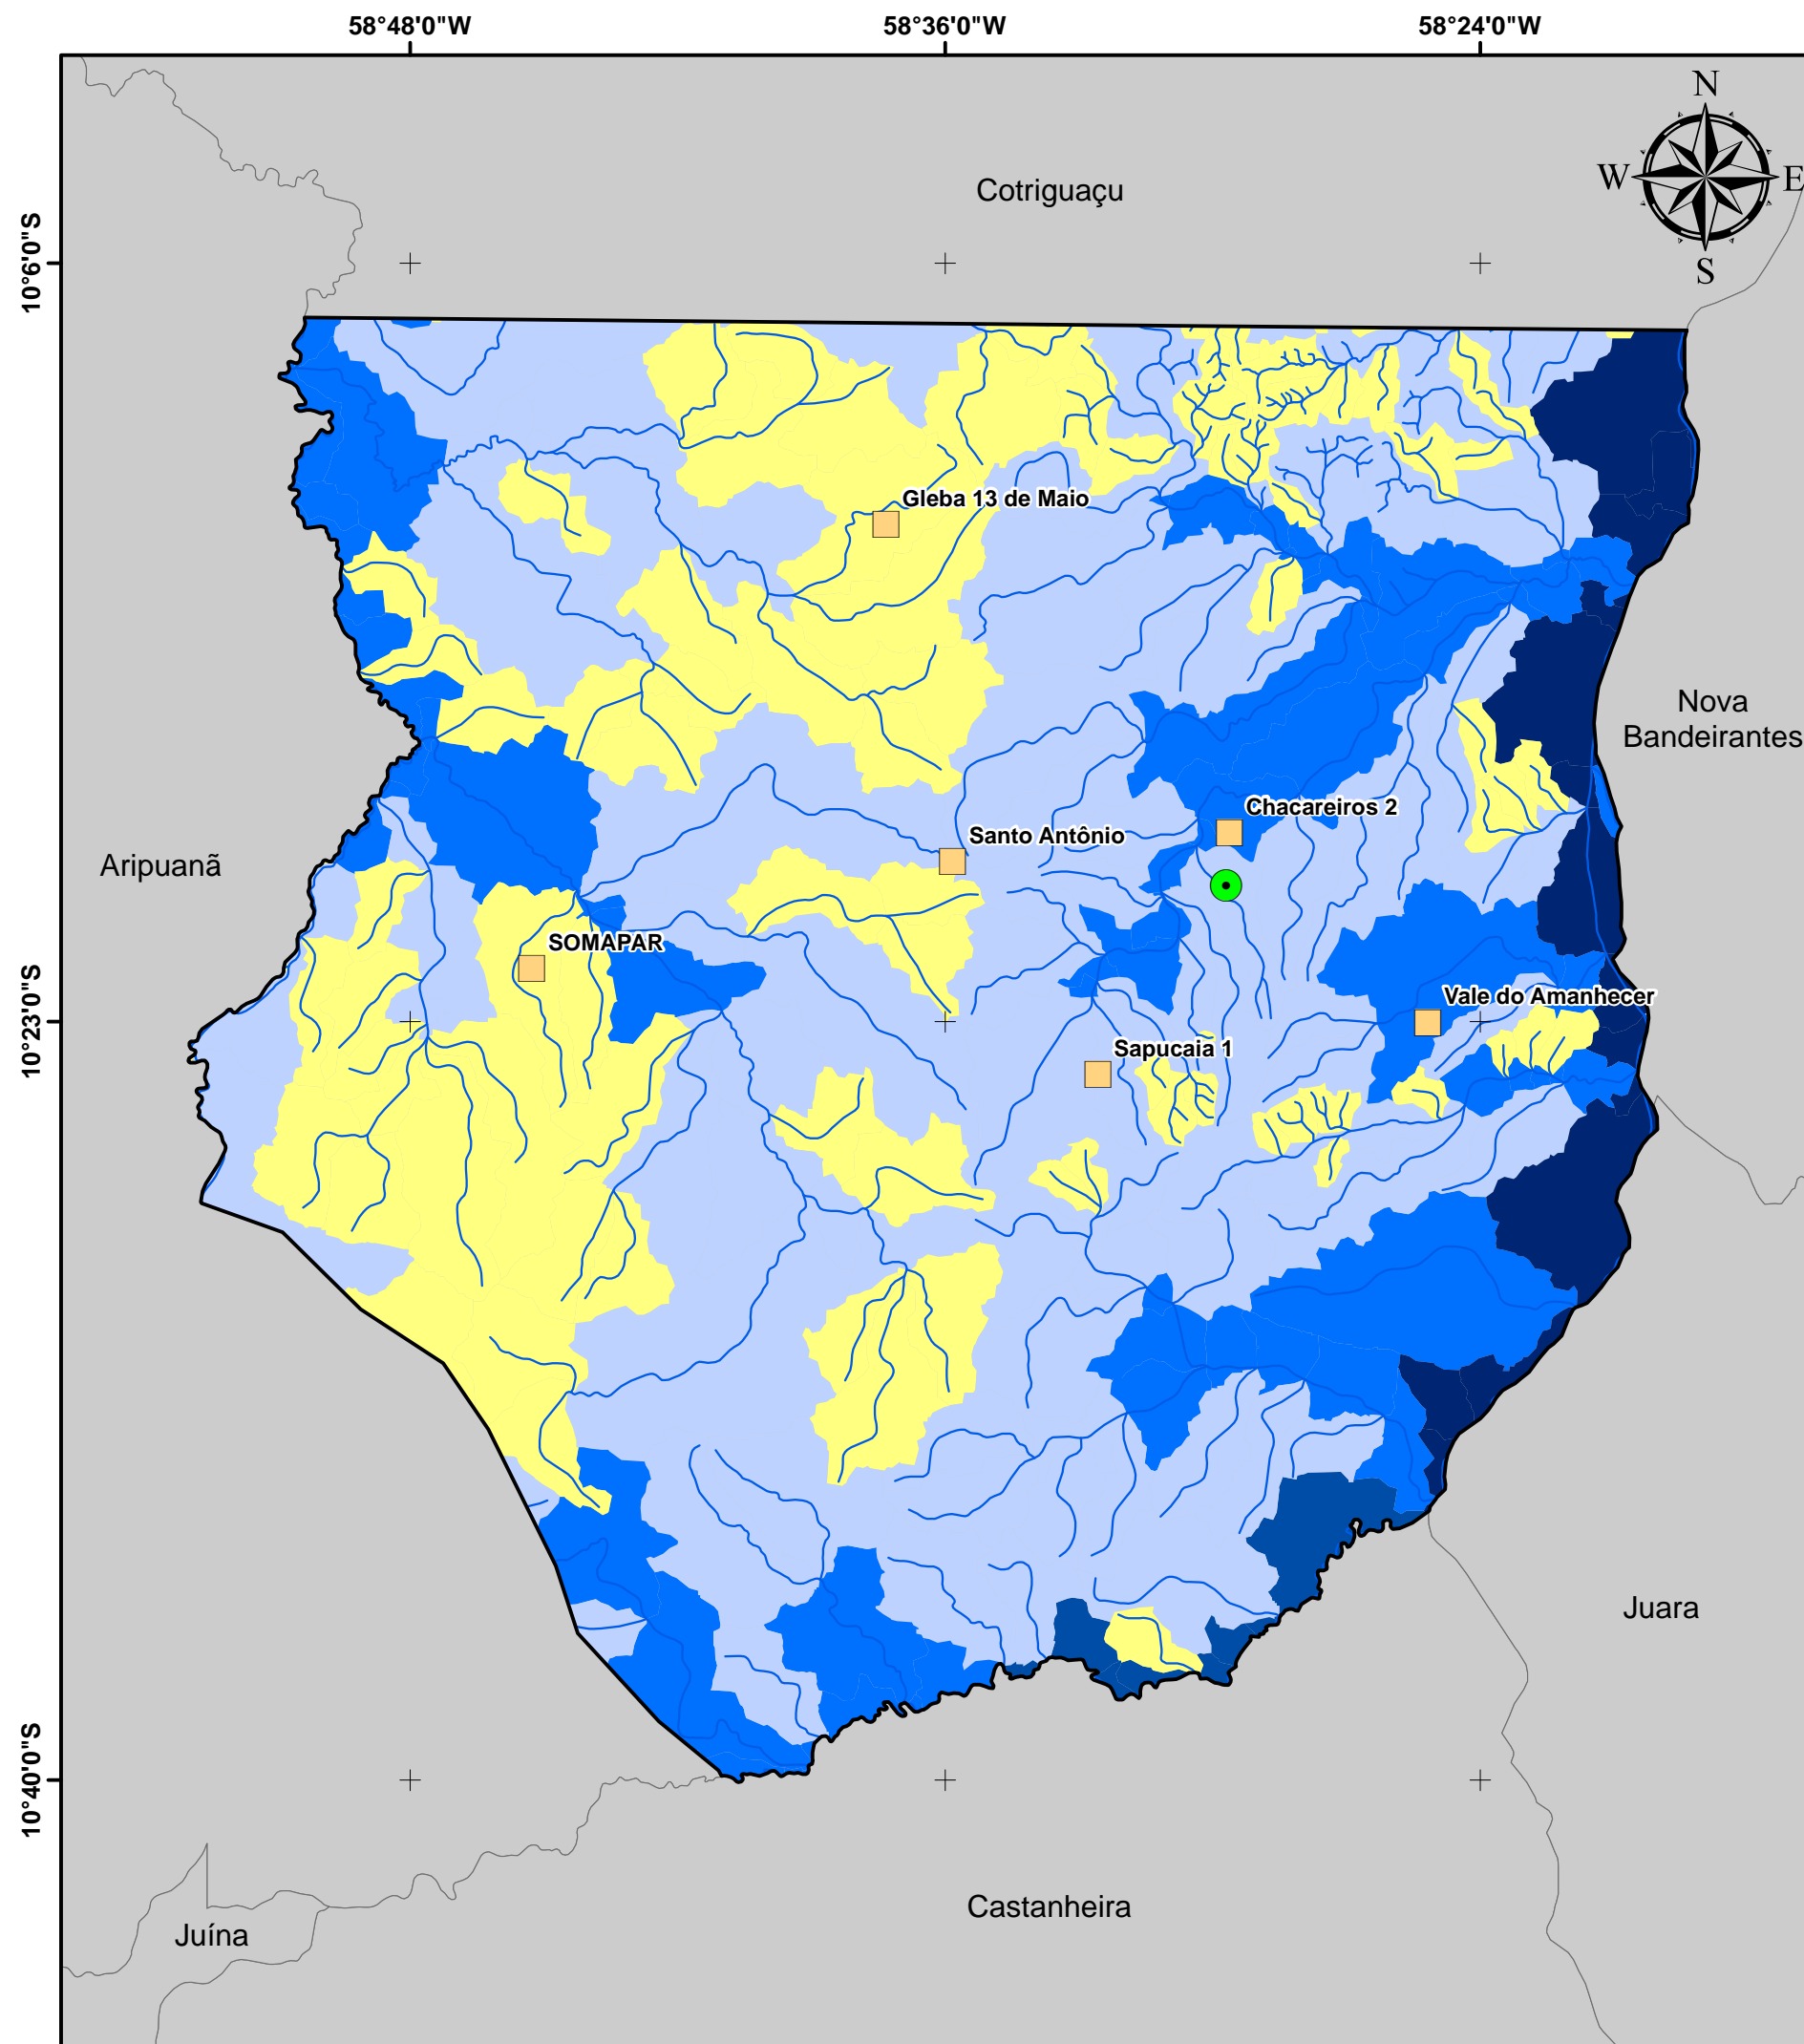 58°48'0"W
58°36'0"W
58°24'0"W
N
W
E
S
Cotriguaçu
10°6'0"S
Gleba 13 de Maio
Nova
Bandeirantes
Chacareiros 2
Santo Antônio
Aripuanã
SOMAPAR
Vale do Amanhecer
10°23'0"S
Sapucaia 1
Juara
10°40'0"S
Castanheira
Juína